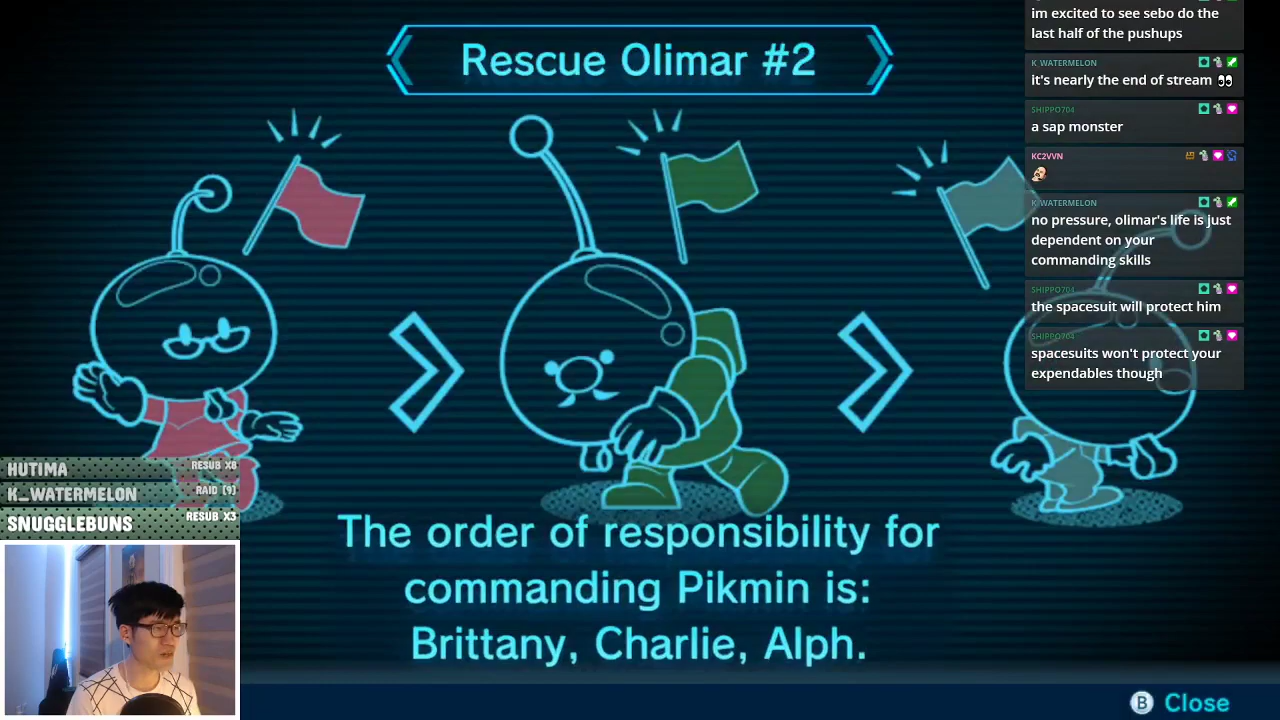 Rescue Olimar #2
im excited to see sebo do the
last half of the pushups
K_WATERMELON
it's nearly the end of stream 👀
SHIPPO704
a sap monster
KC2VVN
K_WATERMELON
no pressure, olimar's life is just
dependent on your
commanding skills
SHIPPO704
the spacesuit will protect him
SHIPPO704
spacesuits won't protect your
expendables though
HUTIMA RESUB X8
K_WATERMELON RAID (9)
SNUGGLEBUNS RESUB X3
The order of responsibility for
commanding Pikmin is:
Brittany, Charlie, Alph.
B Close